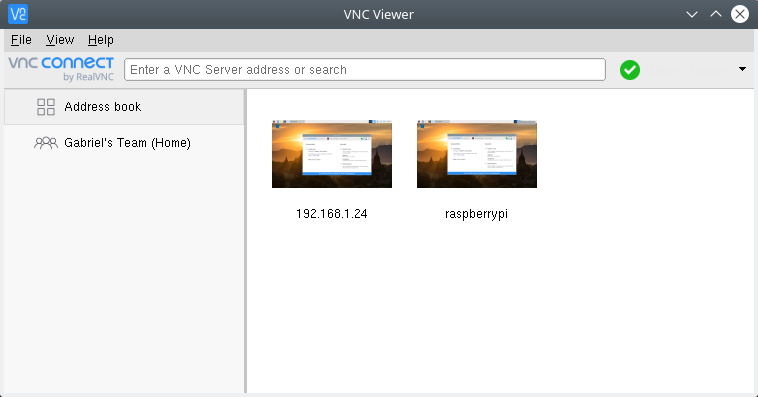 VNC Viewer
File View Help
VNC CONNECT
by RealVNC
Enter a VNC Server address or search
Address book
Gabriel's Team (Home)
192.168.1.24
raspberrypi